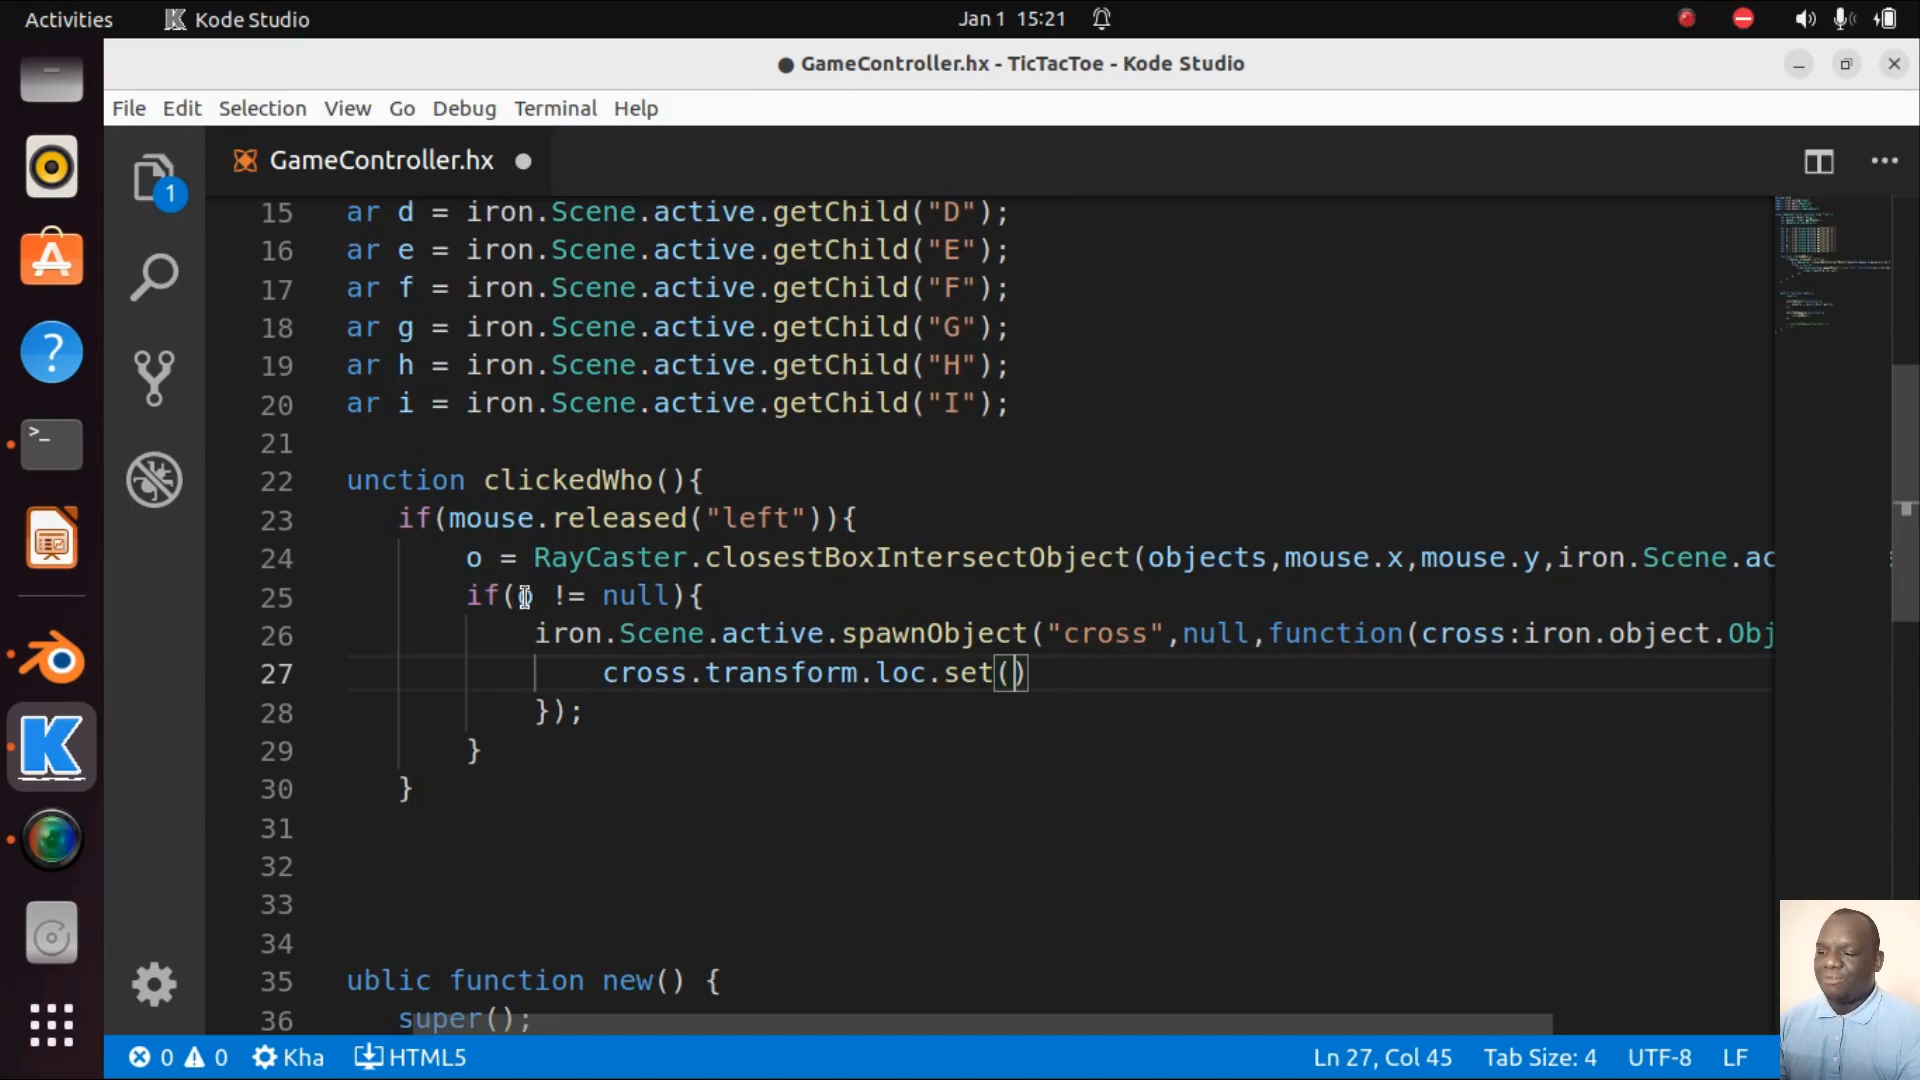 Activities
Kode Studio
Jan 1 15:21
● GameController.hx - TicTacToe - Kode Studio
File Edit Selection View Go Debug Terminal Help
GameController.hx
1
15 ar d = iron.Scene.active.getChild("D");
16 ar e = iron.Scene.active.getChild("E");
17 ar f = iron.Scene.active.getChild("F");
18 ar g = iron.Scene.active.getChild("G");
19 ar h = iron.Scene.active.getChild("H");
20 ar i = iron.Scene.active.getChild("I");
21
22 unction clickedWho(){
23 if(mouse.released("left")){
24 o = RayCaster.closestBoxIntersectObject(objects,mouse.x,mouse.y,iron.Scene.ac
25 if(o != null){
26 iron.Scene.active.spawnObject("cross",null,function(cross:iron.object.Obj
27 cross.transform.loc.set()
28 });
29 }
30 }
31
32
33
34
35 ublic function new() {
36 super();
0 0 Kha HTML5 Ln 27, Col 45 Tab Size: 4 UTF-8 LF